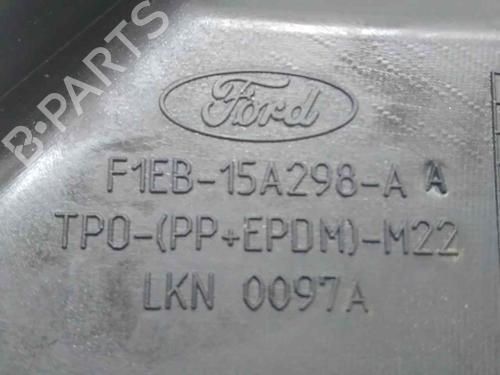 Ford
F1EB-15A298-A A
TPO-(PP+EPDM)-M22
LKN 0097A
B-PARTS